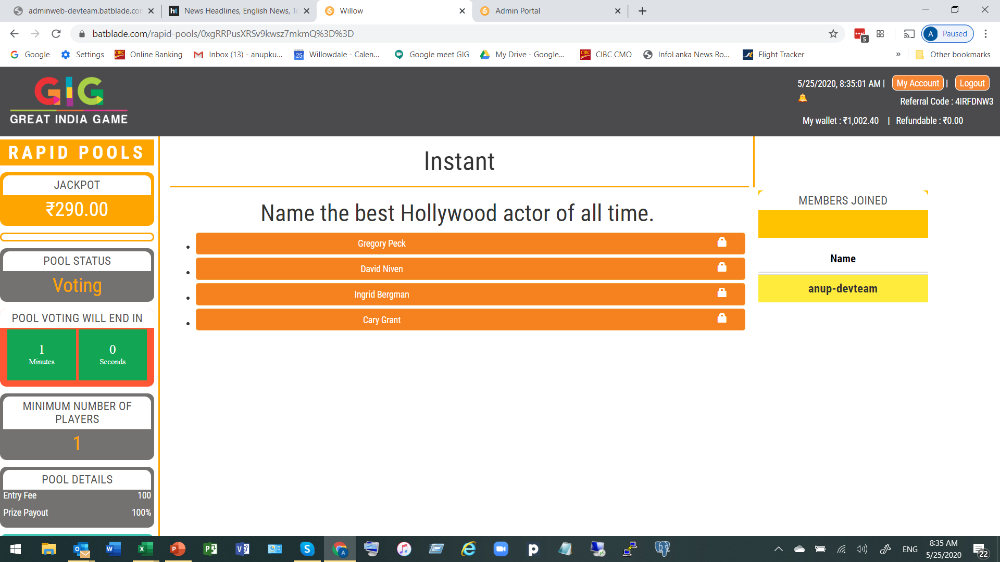 adminweb-devteam.batblade.co
News Headlines, English News, T
Willow
Admin Portal
batblade.com/rapid-pools/0xgRRPusXRSv9kwsz7mkmQ%3D%3D
5
A Paused
Google
Settings
CIBC Online Banking
Inbox (13) - anupku...
25 Willowdale - Calen...
Google meet GIG
My Drive - Google...
CIBC CIBC CMO
InfoLanka News Ro...
Flight Tracker
»
Other bookmarks
GIG
GREAT INDIA GAME
5/25/2020, 8:35:01 AM | My Account | Logout
Referral Code : 4IRFDNW3
My wallet : ₹1,002.40 | Refundable : ₹0.00
RAPID POOLS
JACKPOT
₹290.00
POOL STATUS
Voting
POOL VOTING WILL END IN
1 0
Minutes Seconds
MINIMUM NUMBER OF
PLAYERS
1
POOL DETAILS
Entry Fee 100
Prize Payout 100%
Instant
Name the best Hollywood actor of all time.
Gregory Peck
David Niven
Ingrid Bergman
Cary Grant
MEMBERS JOINED
Name
anup-devteam
ENG
8:35 AM
5/25/2020
22